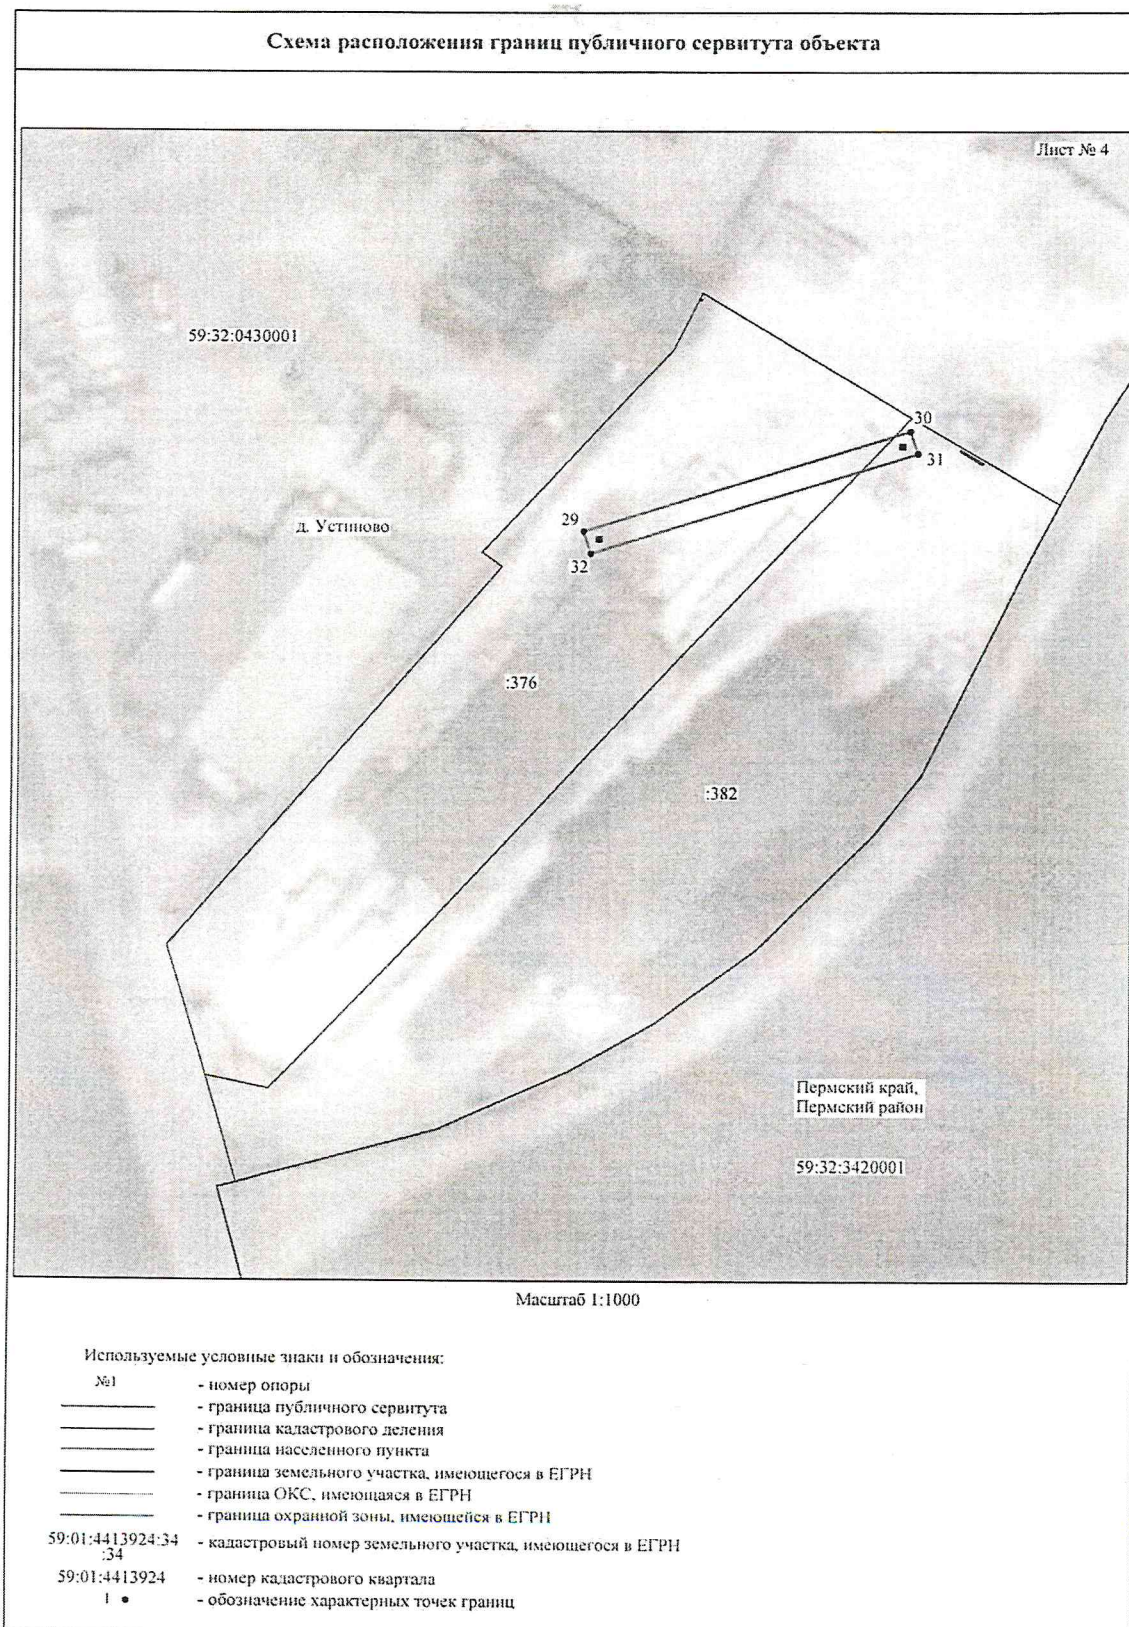 Схема расположения границ публичного сервитута объекта
Лист № 4
59:32:0430001
30
31
29
д. Устиново
32
:376
:382
Пермский край,
Пермский район
59:32:3420001
Масштаб 1:1000
Используемые условные знаки и обозначения:
№1 - номер опоры
- граница публичного сервитута
- граница кадастрового деления
- граница населенного пункта
- граница земельного участка, имеющегося в ЕГРН
- граница ОКС, имеющаяся в ЕГРН
- граница охранной зоны, имеющейся в ЕГРН
59:01:4413924:34 - кадастровый номер земельного участка, имеющегося в ЕГРН
:34
59:01:4413924 - номер кадастрового квартала
1 - обозначение характерных точек границ